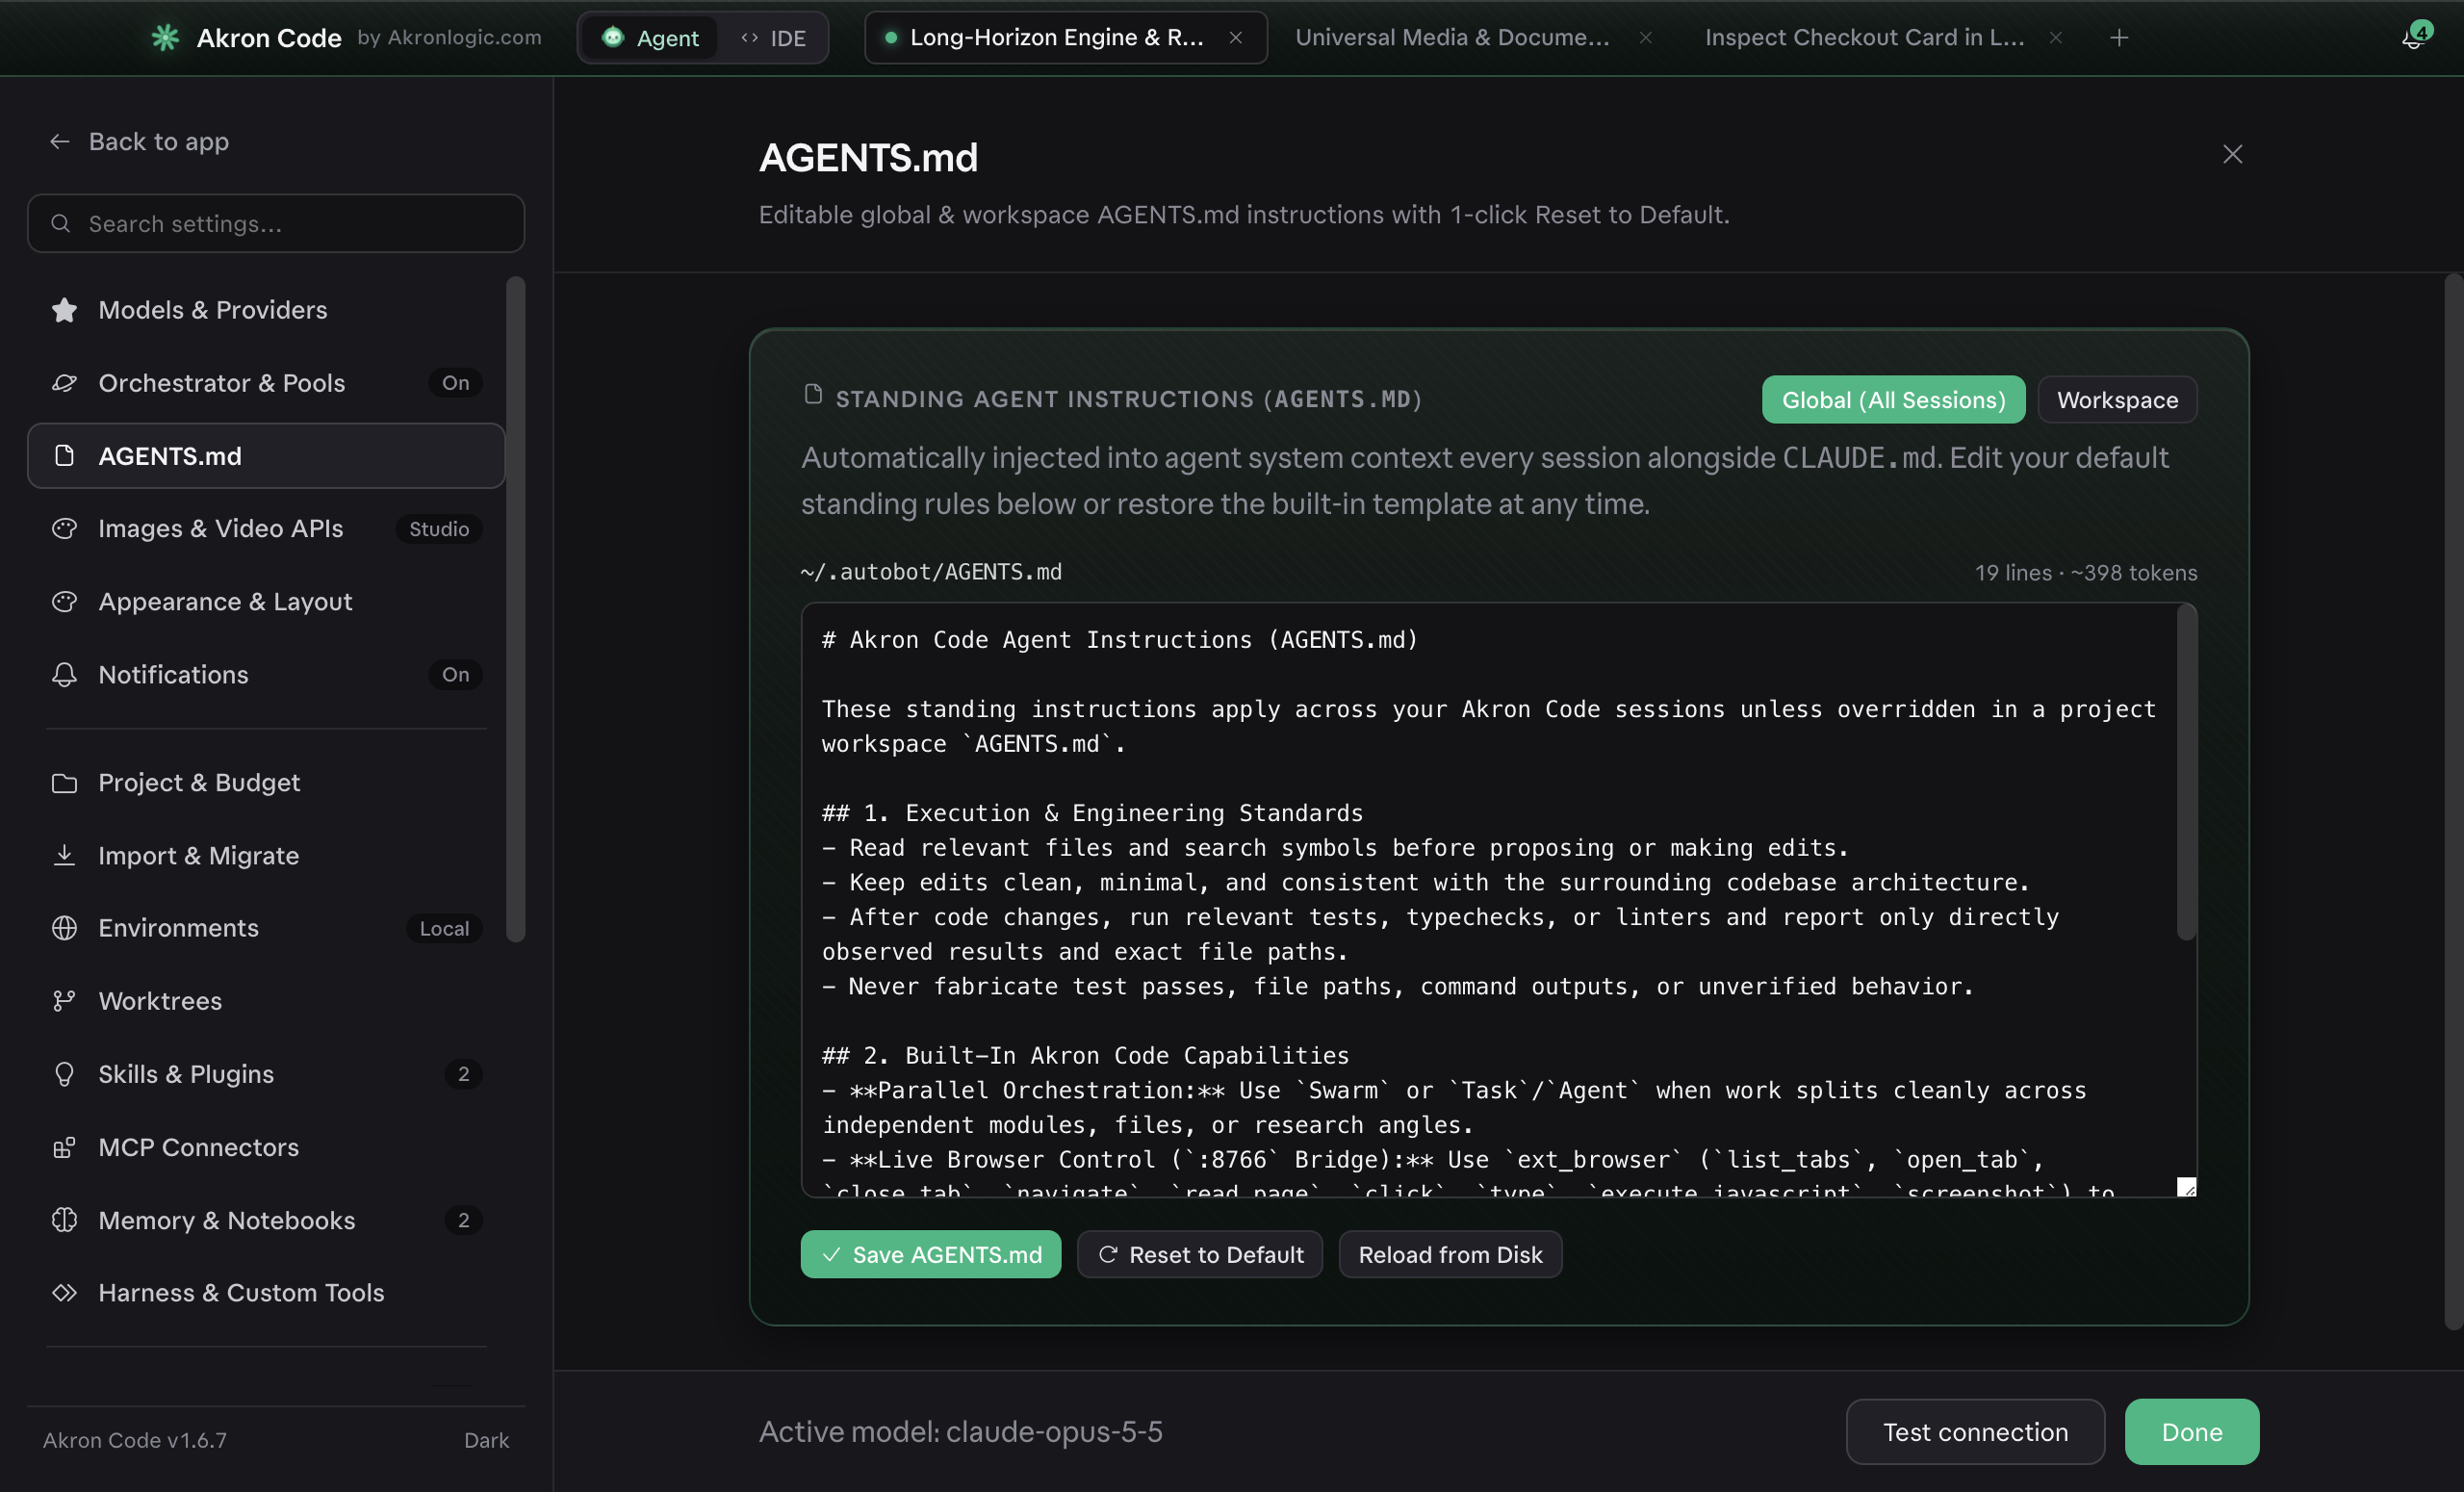 Akron Code by Akronlogic.com
Agent
IDE
Long-Horizon Engine & R...
Universal Media & Docume...
Inspect Checkout Card in L...
4
Back to app
Search settings...
Models & Providers
Orchestrator & Pools On
AGENTS.md
Images & Video APIs Studio
Appearance & Layout
Notifications On
Project & Budget
Import & Migrate
Environments Local
Worktrees
Skills & Plugins 2
MCP Connectors
Memory & Notebooks 2
Harness & Custom Tools
Akron Code v1.6.7 Dark
AGENTS.md
Editable global & workspace AGENTS.md instructions with 1-click Reset to Default.
STANDING AGENT INSTRUCTIONS (AGENTS.MD)
Global (All Sessions) Workspace
Automatically injected into agent system context every session alongside CLAUDE.md. Edit your default
standing rules below or restore the built-in template at any time.
~/.autobot/AGENTS.md
19 lines · ~398 tokens
# Akron Code Agent Instructions (AGENTS.md)
These standing instructions apply across your Akron Code sessions unless overridden in a project
workspace `AGENTS.md`.
## 1. Execution & Engineering Standards
- Read relevant files and search symbols before proposing or making edits.
- Keep edits clean, minimal, and consistent with the surrounding codebase architecture.
- After code changes, run relevant tests, typechecks, or linters and report only directly
observed results and exact file paths.
- Never fabricate test passes, file paths, command outputs, or unverified behavior.
## 2. Built-In Akron Code Capabilities
- **Parallel Orchestration:** Use `Swarm` or `Task`/`Agent` when work splits cleanly across
independent modules, files, or research angles.
- **Live Browser Control (`:8766` Bridge):** Use `ext_browser` (`list_tabs`, `open_tab`,
`close_tab`, `navigate`, `read_page`, `click`, `type`, `execute_javascript`, `screenshot`) to
Save AGENTS.md
Reset to Default
Reload from Disk
Active model: claude-opus-5-5
Test connection
Done